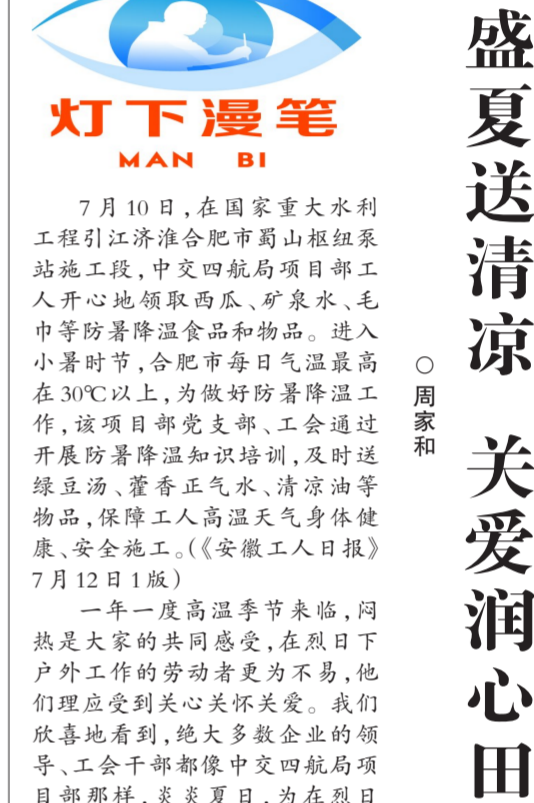 灯下漫笔
MAN BI
盛夏送清凉 关爱润心田
○周家和
7月10日,在国家重大水利
工程引江济淮合肥市蜀山枢纽泵
站施工段,中交四航局项目部工
人开心地领取西瓜、矿泉水、毛
巾等防暑降温食品和物品。进入
小暑时节,合肥市每日气温最高
在30℃以上,为做好防暑降温工
作,该项目部党支部、工会通过
开展防暑降温知识培训,及时送
绿豆汤、藿香正气水、清凉油等
物品,保障工人高温天气身体健
康、安全施工。(《安徽工人日报》
7月12日1版)
一年一度高温季节来临,闷
热是大家的共同感受,在烈日下
户外工作的劳动者更为不易,他
们理应受到关心关怀关爱。我们
欣喜地看到,绝大多数企业的领
导、工会干部都像中交四航局项
目部那样,炎炎夏日,为在烈日